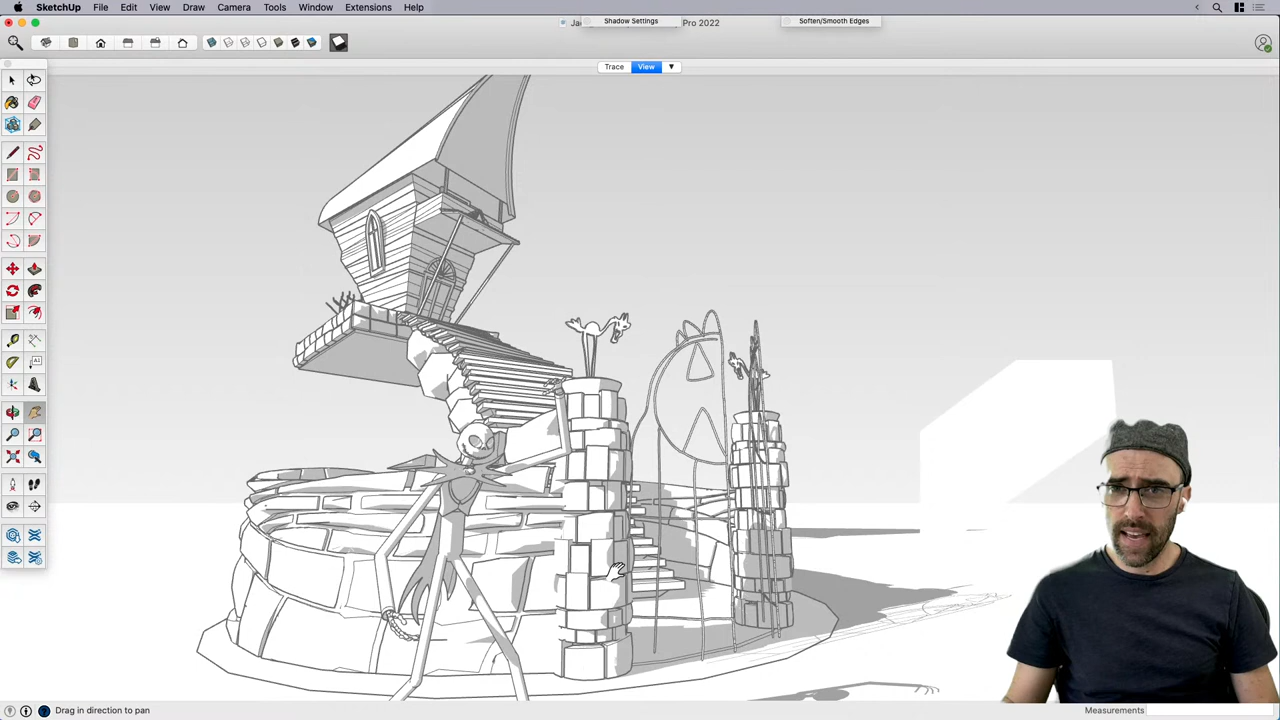 SketchUp File Edit View Draw Camera Tools Window Extensions Help
Shadow Settings
Pro 2022
Soften/Smooth Edges
Trace View
Drag in direction to pan
Measurements